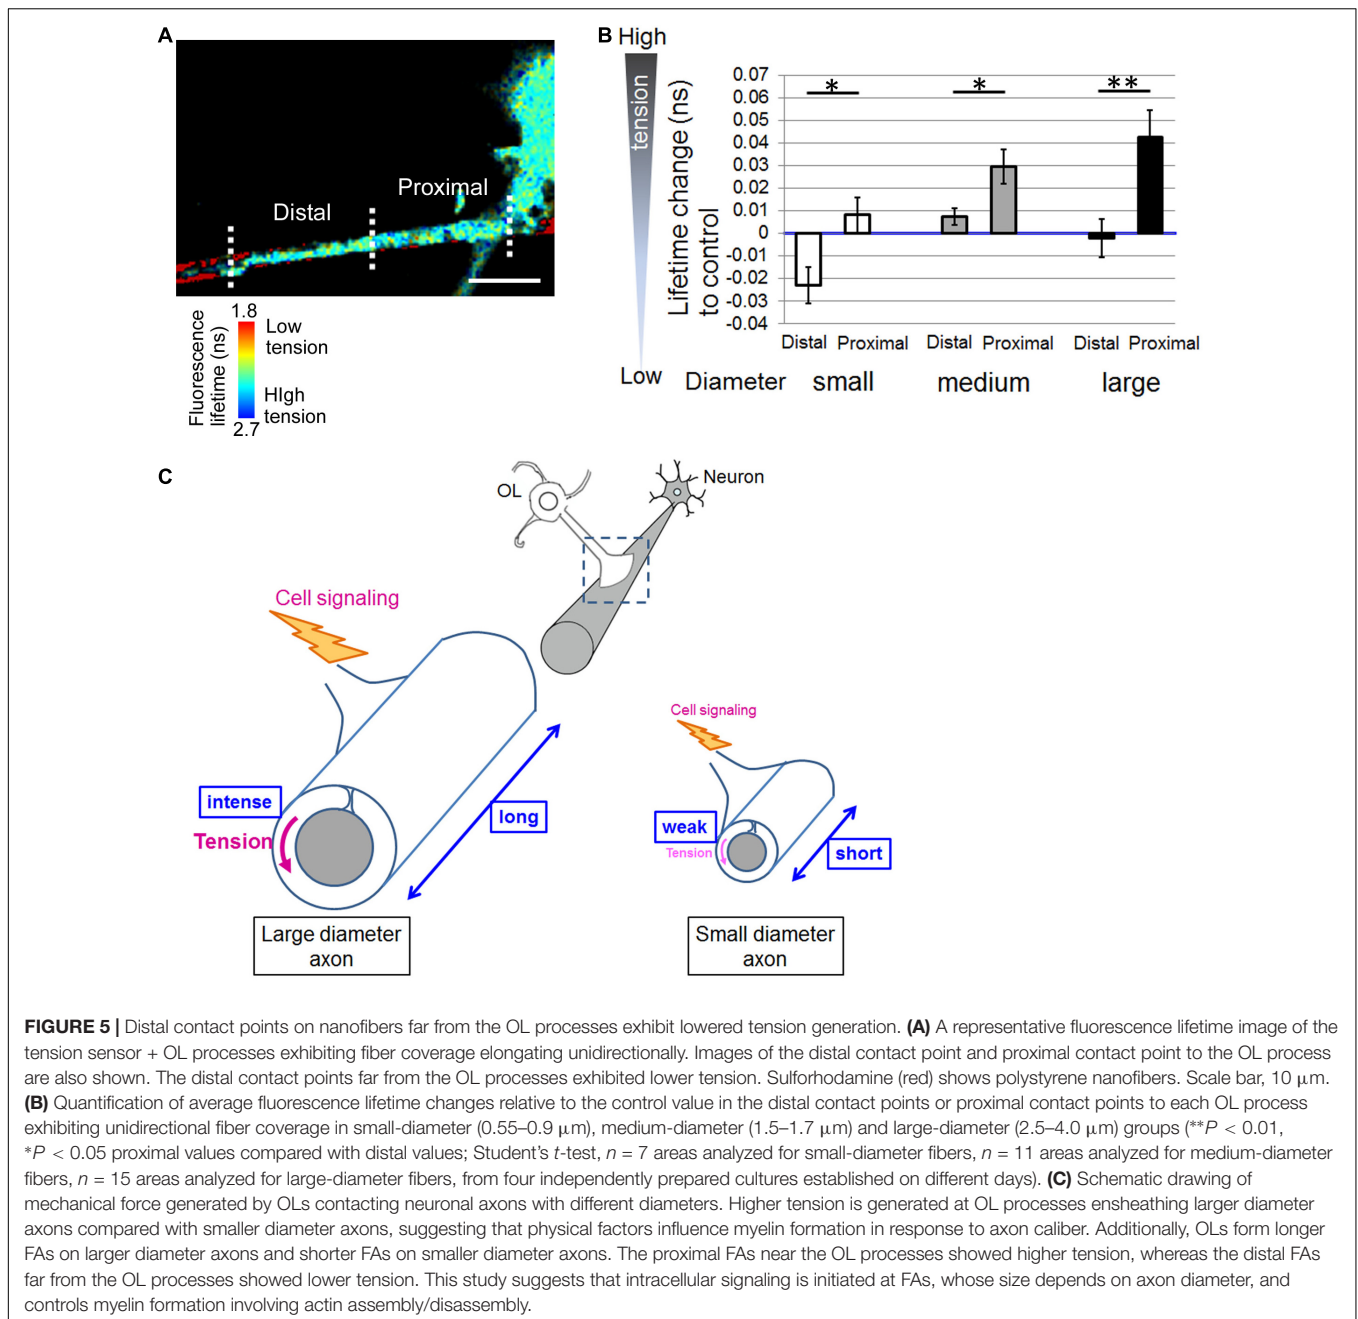 A
Distal
Proximal
1.8
Fluorescence
lifetime (ns)
Low
tension
HIgh
tension
2.7
B
High
tension
Low
Lifetime change (ns)
to control
0.07
0.06
0.05
0.04
0.03
0.02
0.01
0
-0.01
-0.02
-0.03
-0.04
*
*
**
Distal Proximal Distal Proximal Distal Proximal
Diameter small medium large
C
OL
Neuron
Cell signaling
intense
Tension
long
Large diameter
axon
Cell signaling
weak
Tension
short
Small diameter
axon
FIGURE 5 | Distal contact points on nanofibers far from the OL processes exhibit lowered tension generation. (A) A representative fluorescence lifetime image of the
tension sensor + OL processes exhibiting fiber coverage elongating unidirectionally. Images of the distal contact point and proximal contact point to the OL process
are also shown. The distal contact points far from the OL processes exhibited lower tension. Sulforhodamine (red) shows polystyrene nanofibers. Scale bar, 10 μm.
(B) Quantification of average fluorescence lifetime changes relative to the control value in the distal contact points or proximal contact points to each OL process
exhibiting unidirectional fiber coverage in small-diameter (0.55–0.9 μm), medium-diameter (1.5–1.7 μm) and large-diameter (2.5–4.0 μm) groups (**P < 0.01,
*P < 0.05 proximal values compared with distal values; Student's t-test, n = 7 areas analyzed for small-diameter fibers, n = 11 areas analyzed for medium-diameter
fibers, n = 15 areas analyzed for large-diameter fibers, from four independently prepared cultures established on different days). (C) Schematic drawing of
mechanical force generated by OLs contacting neuronal axons with different diameters. Higher tension is generated at OL processes ensheathing larger diameter
axons compared with smaller diameter axons, suggesting that physical factors influence myelin formation in response to axon caliber. Additionally, OLs form longer
FAs on larger diameter axons and shorter FAs on smaller diameter axons. The proximal FAs near the OL processes showed higher tension, whereas the distal FAs
far from the OL processes showed lower tension. This study suggests that intracellular signaling is initiated at FAs, whose size depends on axon diameter, and
controls myelin formation involving actin assembly/disassembly.